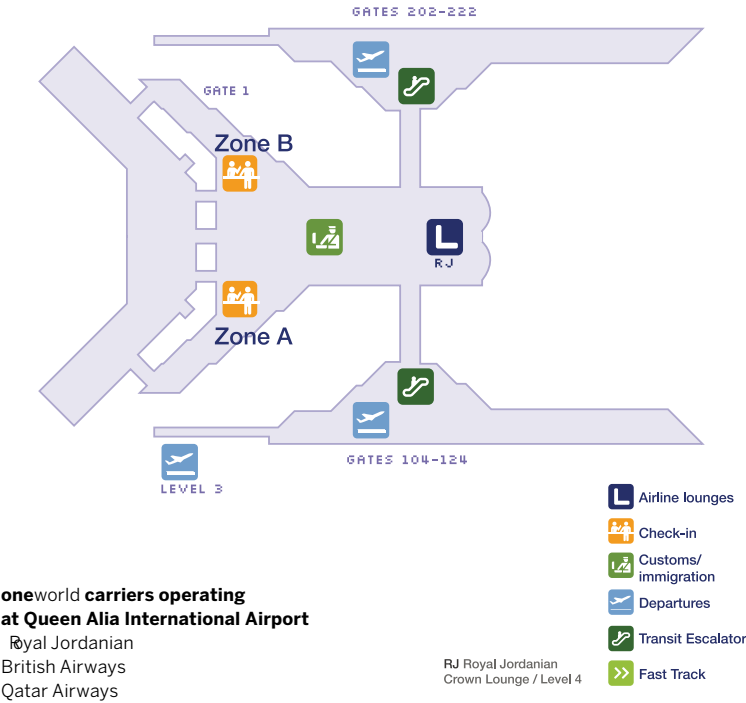 GATES 202-222
GATE 1
Zone B
RJ
Zone A
GATES 104-124
LEVEL 3
Airline lounges
Check-in
Customs/
immigration
Departures
Transit Escalator
Fast Track
oneworld carriers operating
at Queen Alia International Airport
Royal Jordanian
British Airways
Qatar Airways
RJ Royal Jordanian
Crown Lounge / Level 4